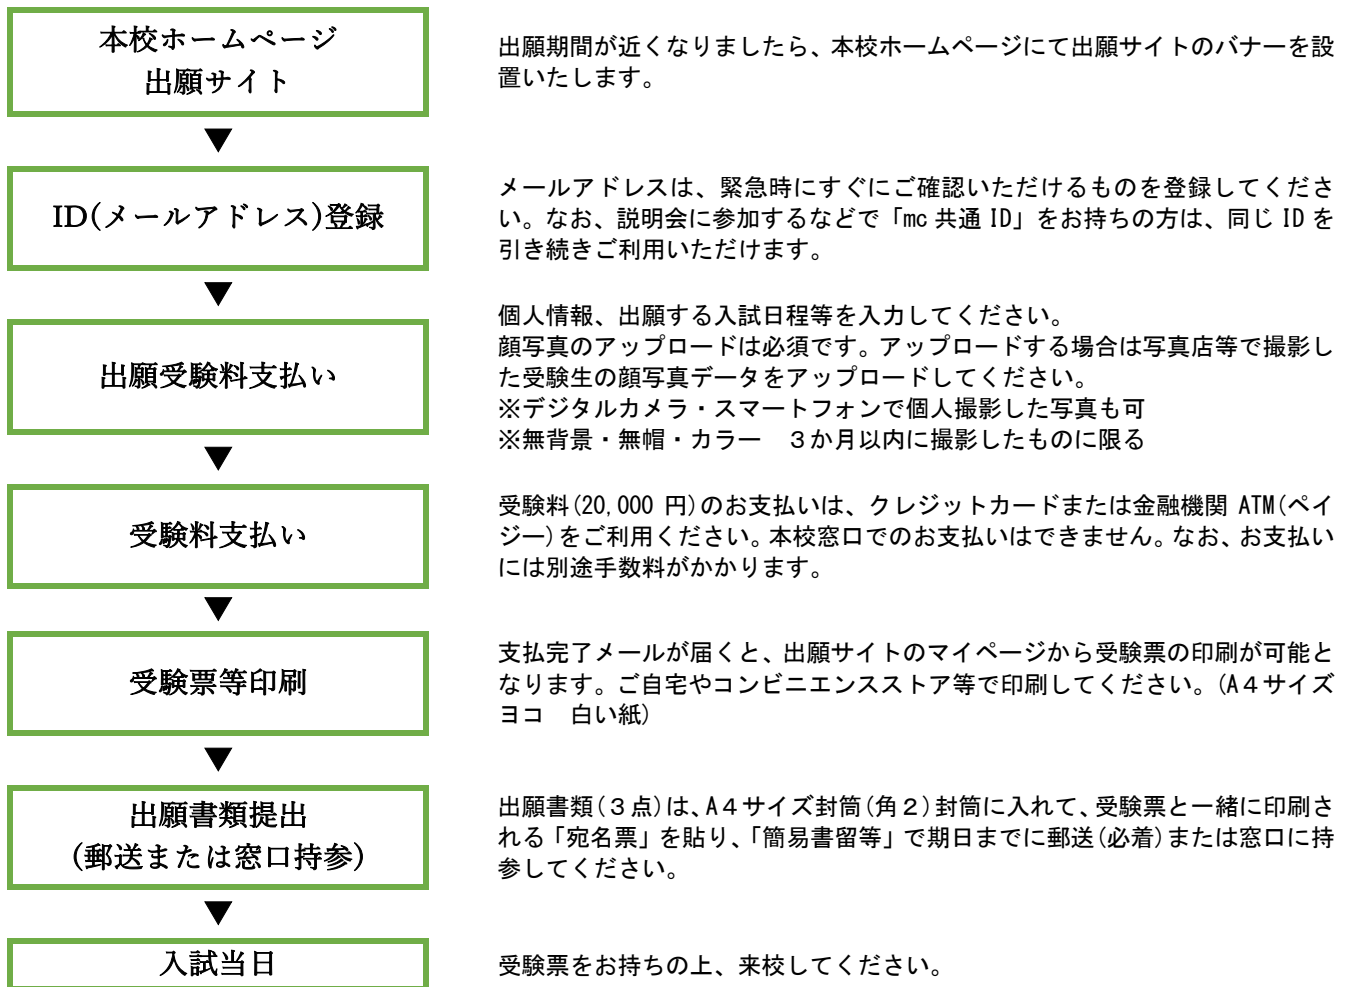 本校ホームページ
出願サイト
出願期間が近くなりましたら、本校ホームページにて出願サイトのバナーを設
置いたします。
▼
ID(メールアドレス)登録
メールアドレスは、緊急時にすぐにご確認いただけるものを登録してくださ
い。なお、説明会に参加するなどで「mc 共通 ID」をお持ちの方は、同じ ID を
引き続きご利用いただけます。
▼
出願受験料支払い
個人情報、出願する入試日程等を入力してください。
顔写真のアップロードは必須です。アップロードする場合は写真店等で撮影し
た受験生の顔写真データをアップロードしてください。
※デジタルカメラ・スマートフォンで個人撮影した写真も可
※無背景・無帽・カラー　３か月以内に撮影したものに限る
▼
受験料支払い
受験料(20,000 円)のお支払いは、クレジットカードまたは金融機関 ATM(ペイ
ジー)をご利用ください。本校窓口でのお支払いはできません。なお、お支払い
には別途手数料がかかります。
▼
受験票等印刷
支払完了メールが届くと、出願サイトのマイページから受験票の印刷が可能と
なります。ご自宅やコンビニエンスストア等で印刷してください。(A４サイズ
ヨコ　白い紙)
▼
出願書類提出
(郵送または窓口持参)
出願書類(３点)は、A４サイズ封筒(角２)封筒に入れて、受験票と一緒に印刷さ
れる「宛名票」を貼り、「簡易書留等」で期日までに郵送(必着)または窓口に持
参してください。
▼
入試当日
受験票をお持ちの上、来校してください。